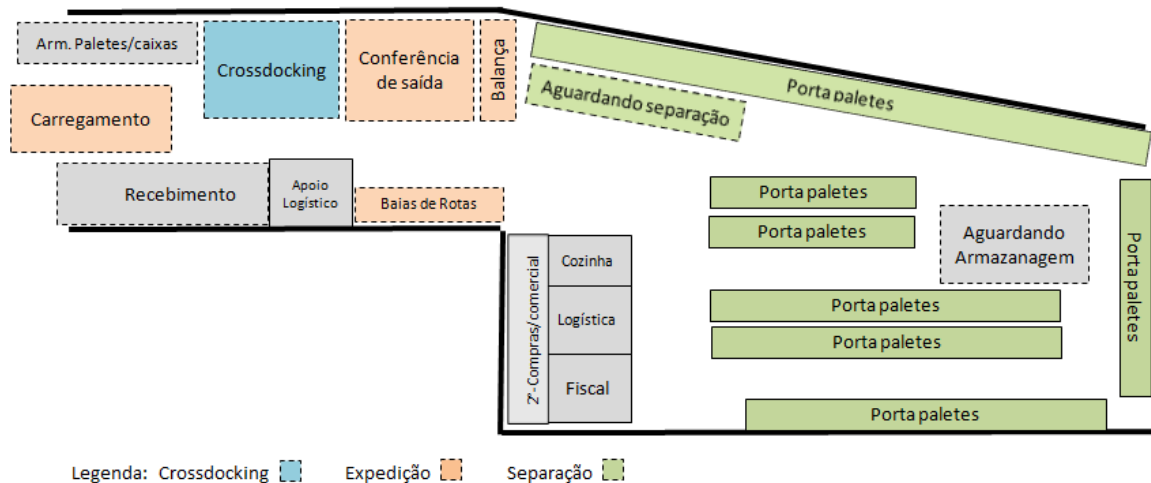 Arm. Paletes/caixas
Crossdocking
Conferência
de saída
Balança
Porta paletes
Aguardando separação
Carregamento
Recebimento
Apoio
Logístico
Baias de Rotas
Porta paletes
Porta paletes
Aguardando
Armazanagem
Porta paletes
2º-Compras/comercial
Cozinha
Logística
Fiscal
Porta paletes
Porta paletes
Porta paletes
Legenda: Crossdocking Expedição Separação